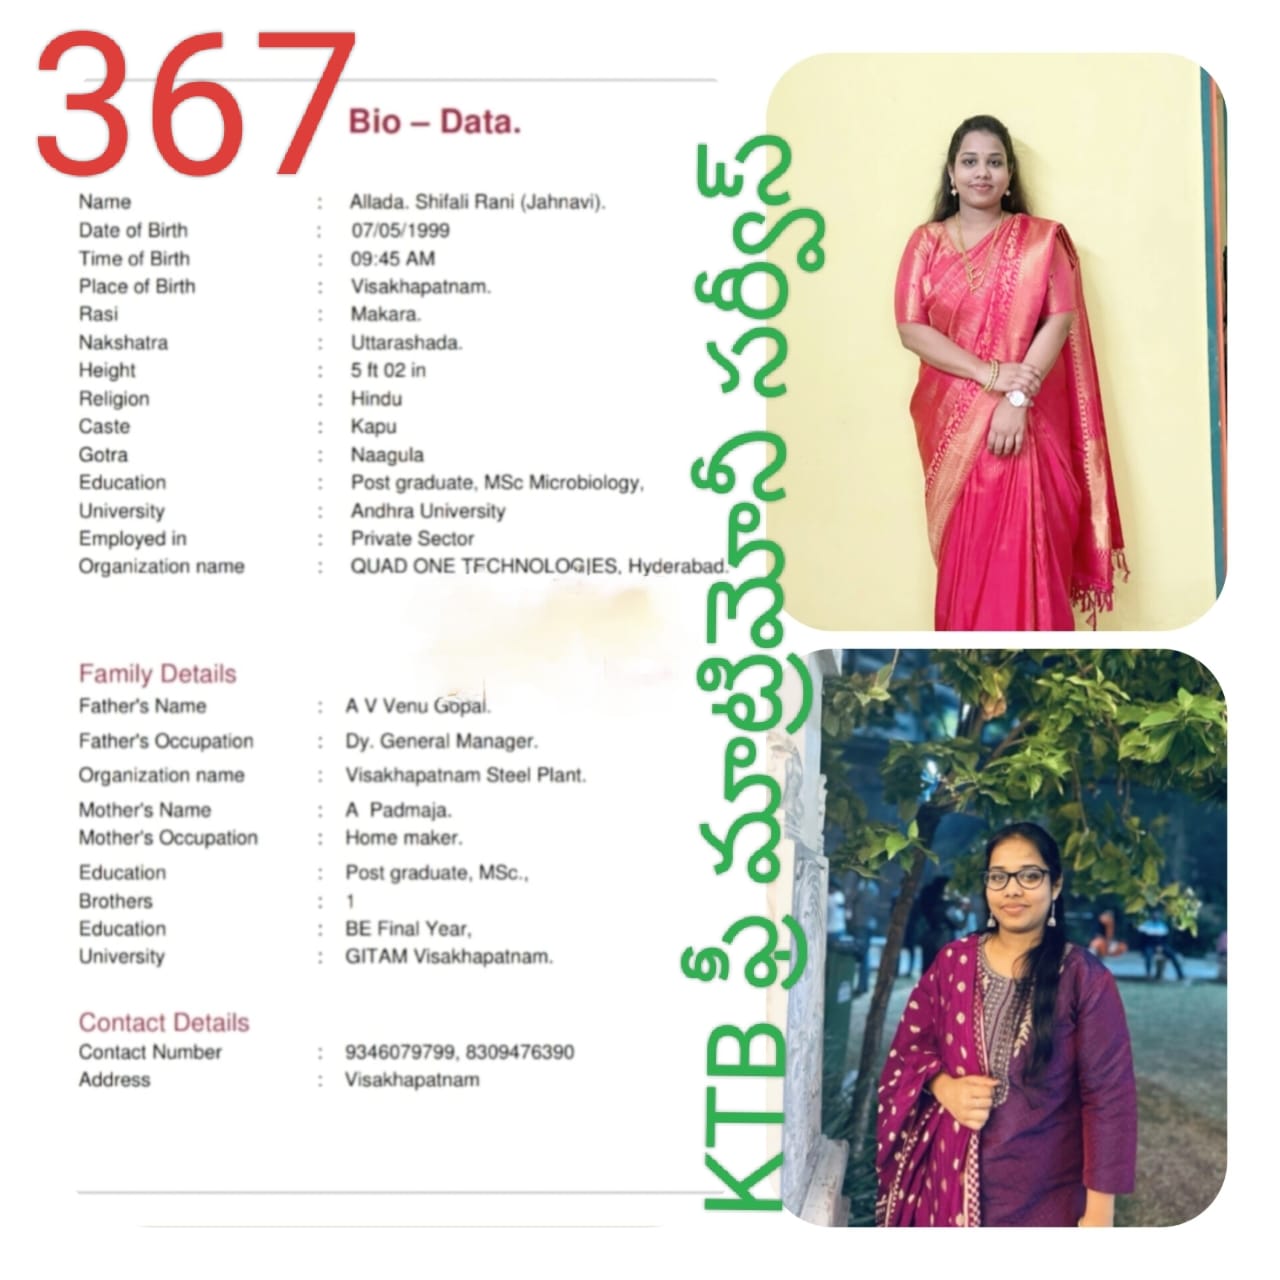 367
Bio – Data.
Name : Allada. Shifali Rani (Jahnavi).
Date of Birth : 07/05/1999
Time of Birth : 09:45 AM
Place of Birth : Visakhapatnam.
Rasi : Makara.
Nakshatra : Uttarashada.
Height : 5 ft 02 in
Religion : Hindu
Caste : Kapu
Gotra : Naagula
Education : Post graduate, MSc Microbiology,
University : Andhra University
Employed in : Private Sector
Organization name : QUAD ONE TECHNOLOGIES, Hyderabad.
Family Details
Father's Name : A V Venu Gopal.
Father's Occupation : Dy. General Manager.
Organization name : Visakhapatnam Steel Plant.
Mother's Name : A Padmaja.
Mother's Occupation : Home maker.
Education : Post graduate, MSc.,
Brothers : 1
Education : BE Final Year,
University : GITAM Visakhapatnam.
Contact Details
Contact Number : 9346079799, 8309476390
Address : Visakhapatnam
KTB ఫ్రీ మాట్రిమోనీ సర్వీస్